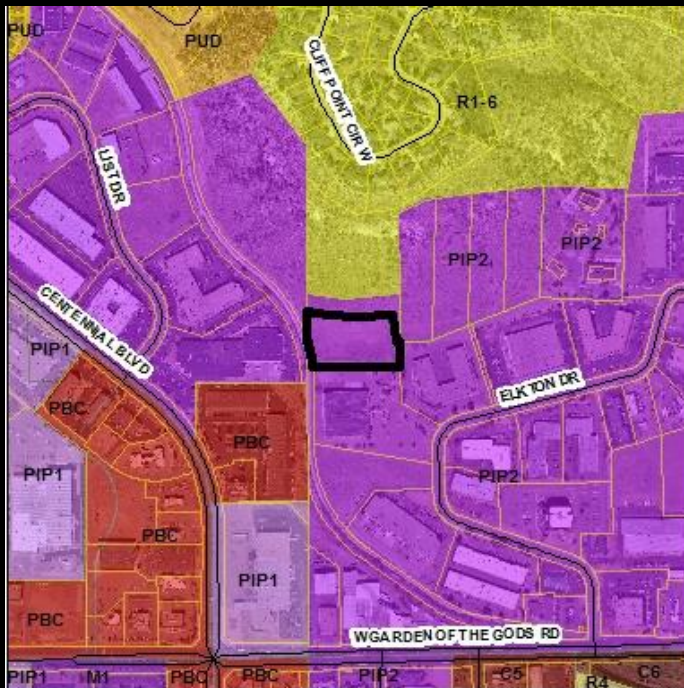 PUD
PUD
CLIFF POINT CIR W
R1-6
LIST DR
PIP2
PIP2
CENTENNIAL BLVD
PIP1
ELKTON DR
PBC
PBC
PIP1
PIP2
PBC
PIP1
PBC
W GARDEN OF THE GODS RD
PIP1
M1
PBC
PBC
PIP2
C5
R4
C6